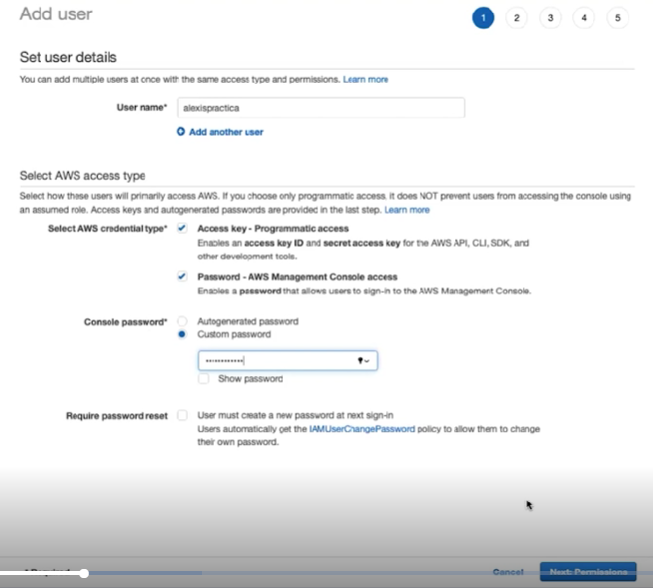 Add user
1 2 3 4 5
Set user details
You can add multiple users at once with the same access type and permissions. Learn more
User name*
alexispractica
Add another user
Select AWS access type
Select how these users will primarily access AWS. If you choose only programmatic access, it does NOT prevent users from accessing the console using
an assumed role. Access keys and autogenerated passwords are provided in the last step. Learn more
Select AWS credential type*
Access key - Programmatic access
Enables an access key ID and secret access key for the AWS API, CLI, SDK, and
other development tools.
Password - AWS Management Console access
Enables a password that allows users to sign-in to the AWS Management Console.
Console password*
Autogenerated password
Custom password
••••••••••••
Show password
Require password reset
User must create a new password at next sign-in
Users automatically get the IAMUserChangePassword policy to allow them to change
their own password.
* Required
Cancel
Next: Permissions